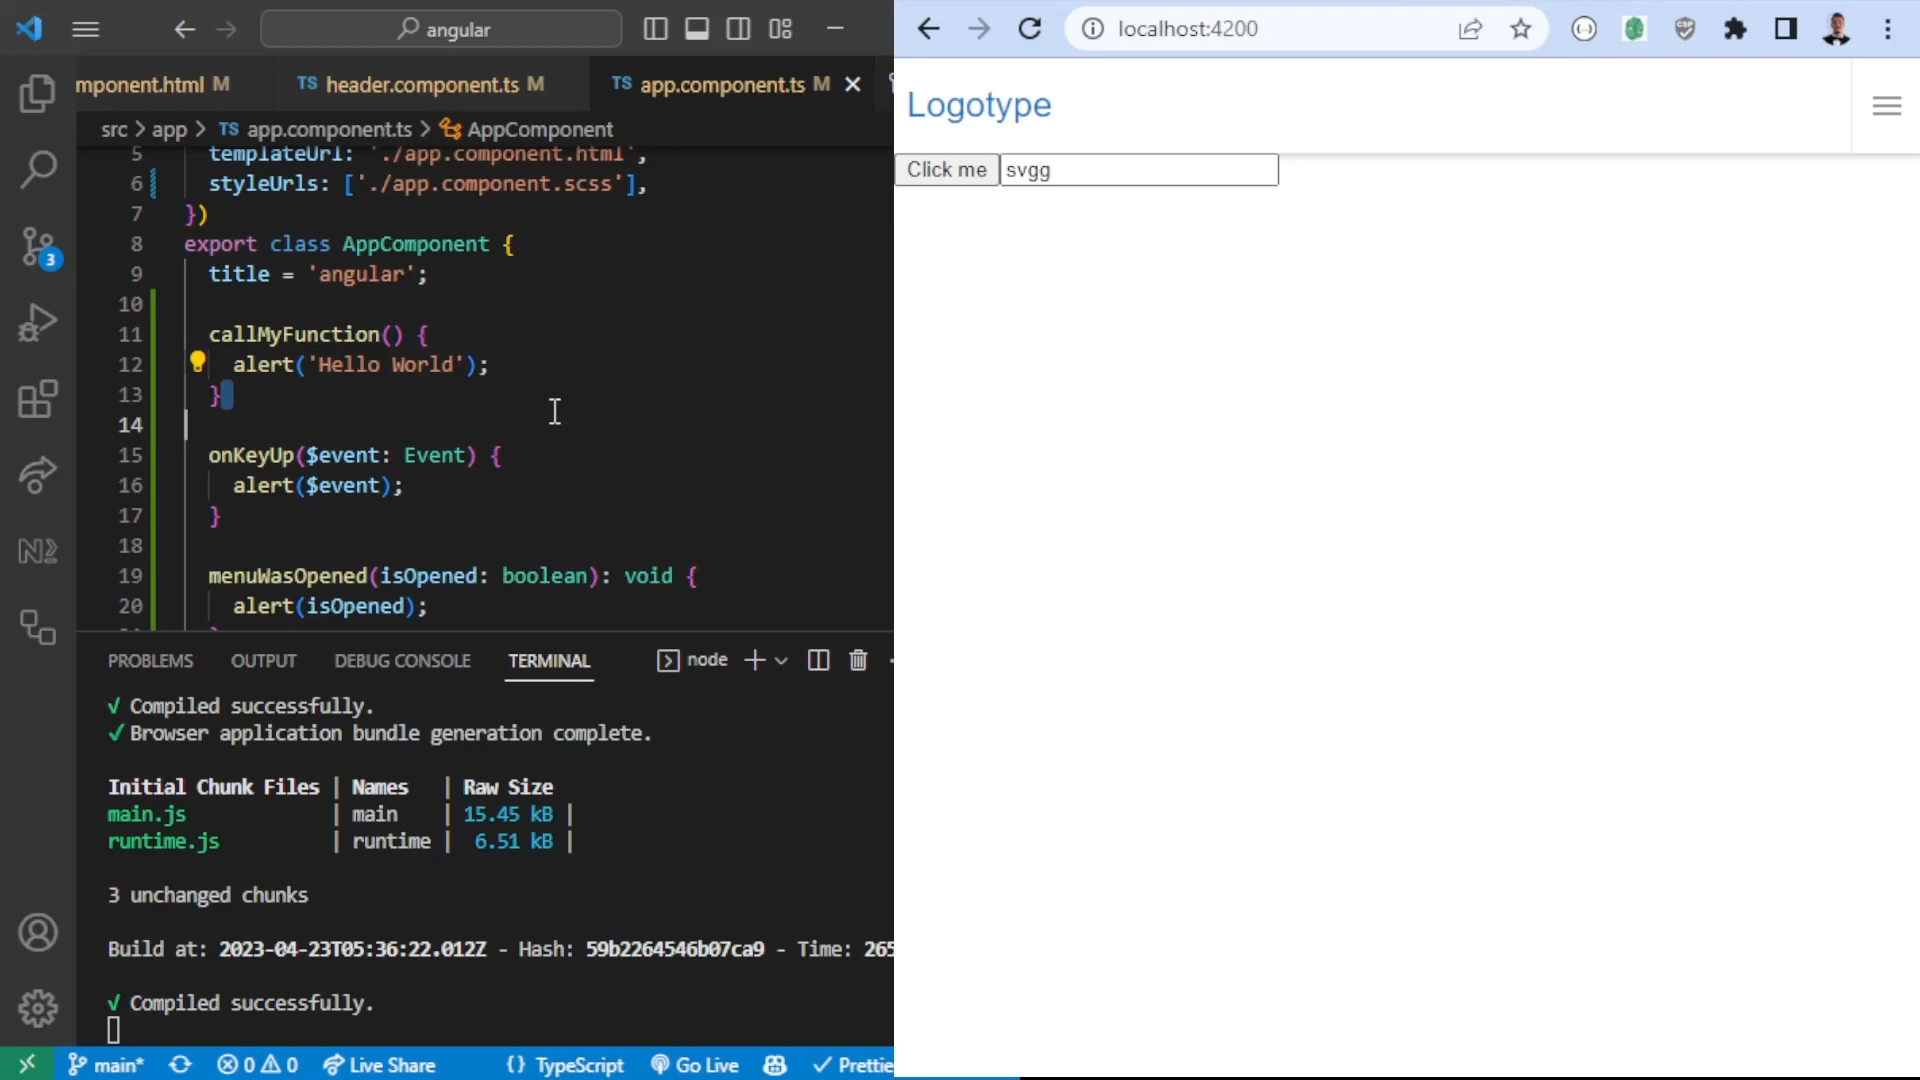 angular
localhost:4200
mponent.html M
TS header.component.ts M
TS app.component.ts M
src > app > TS app.component.ts > AppComponent
5 templateUrl: './app.component.html',
6 styleUrls: ['./app.component.scss'],
7 })
8 export class AppComponent {
9 title = 'angular';
10
11 callMyFunction() {
12 alert('Hello World');
13 }
14
15 onKeyUp($event: Event) {
16 alert($event);
17 }
18
19 menuWasOpened(isOpened: boolean): void {
20 alert(isOpened);
3
PROBLEMS OUTPUT DEBUG CONSOLE TERMINAL node
√ Compiled successfully.
✓ Browser application bundle generation complete.
Initial Chunk Files | Names | Raw Size
main.js | main | 15.45 kB |
runtime.js | runtime | 6.51 kB |
3 unchanged chunks
Build at: 2023-04-23T05:36:22.012Z - Hash: 59b2264546b07ca9 - Time: 265
√ Compiled successfully.
main* 0 0 Live Share {} TypeScript Go Live Prettie
Logotype
Click me
svgg